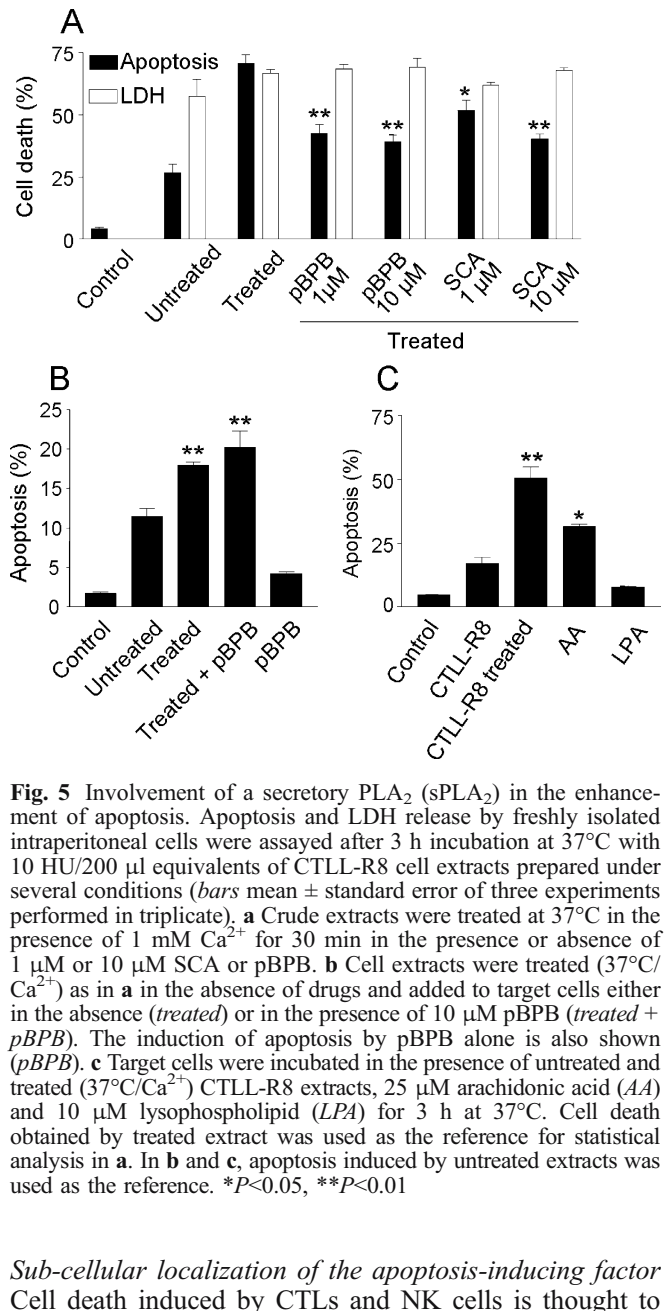 A
Cell death (%)
75
50
25
0
Apoptosis
LDH
**
**
*
**
Control
Untreated
Treated
pBPB 1µM
pBPB 10 µM
SCA 1 µM
SCA 10 µM
Treated
B
Apoptosis (%)
25
20
15
10
5
0
**
**
Control
Untreated
Treated
Treated + pBPB
pBPB
C
Apoptosis (%)
75
50
25
0
**
*
Control
CTLL-R8
CTLL-R8 treated
AA
LPA
Fig. 5 Involvement of a secretory PLA₂ (sPLA₂) in the enhance-
ment of apoptosis. Apoptosis and LDH release by freshly isolated
intraperitoneal cells were assayed after 3 h incubation at 37°C with
10 HU/200 µl equivalents of CTLL-R8 cell extracts prepared under
several conditions (bars mean ± standard error of three experiments
performed in triplicate). a Crude extracts were treated at 37°C in the
presence of 1 mM Ca²⁺ for 30 min in the presence or absence of
1 µM or 10 µM SCA or pBPB. b Cell extracts were treated (37°C/
Ca²⁺) as in a in the absence of drugs and added to target cells either
in the absence (treated) or in the presence of 10 µM pBPB (treated +
pBPB). The induction of apoptosis by pBPB alone is also shown
(pBPB). c Target cells were incubated in the presence of untreated and
treated (37°C/Ca²⁺) CTLL-R8 extracts, 25 µM arachidonic acid (AA)
and 10 µM lysophospholipid (LPA) for 3 h at 37°C. Cell death
obtained by treated extract was used as the reference for statistical
analysis in a. In b and c, apoptosis induced by untreated extracts was
used as the reference. *P<0.05, **P<0.01
Sub-cellular localization of the apoptosis-inducing factor
Cell death induced by CTLs and NK cells is thought to